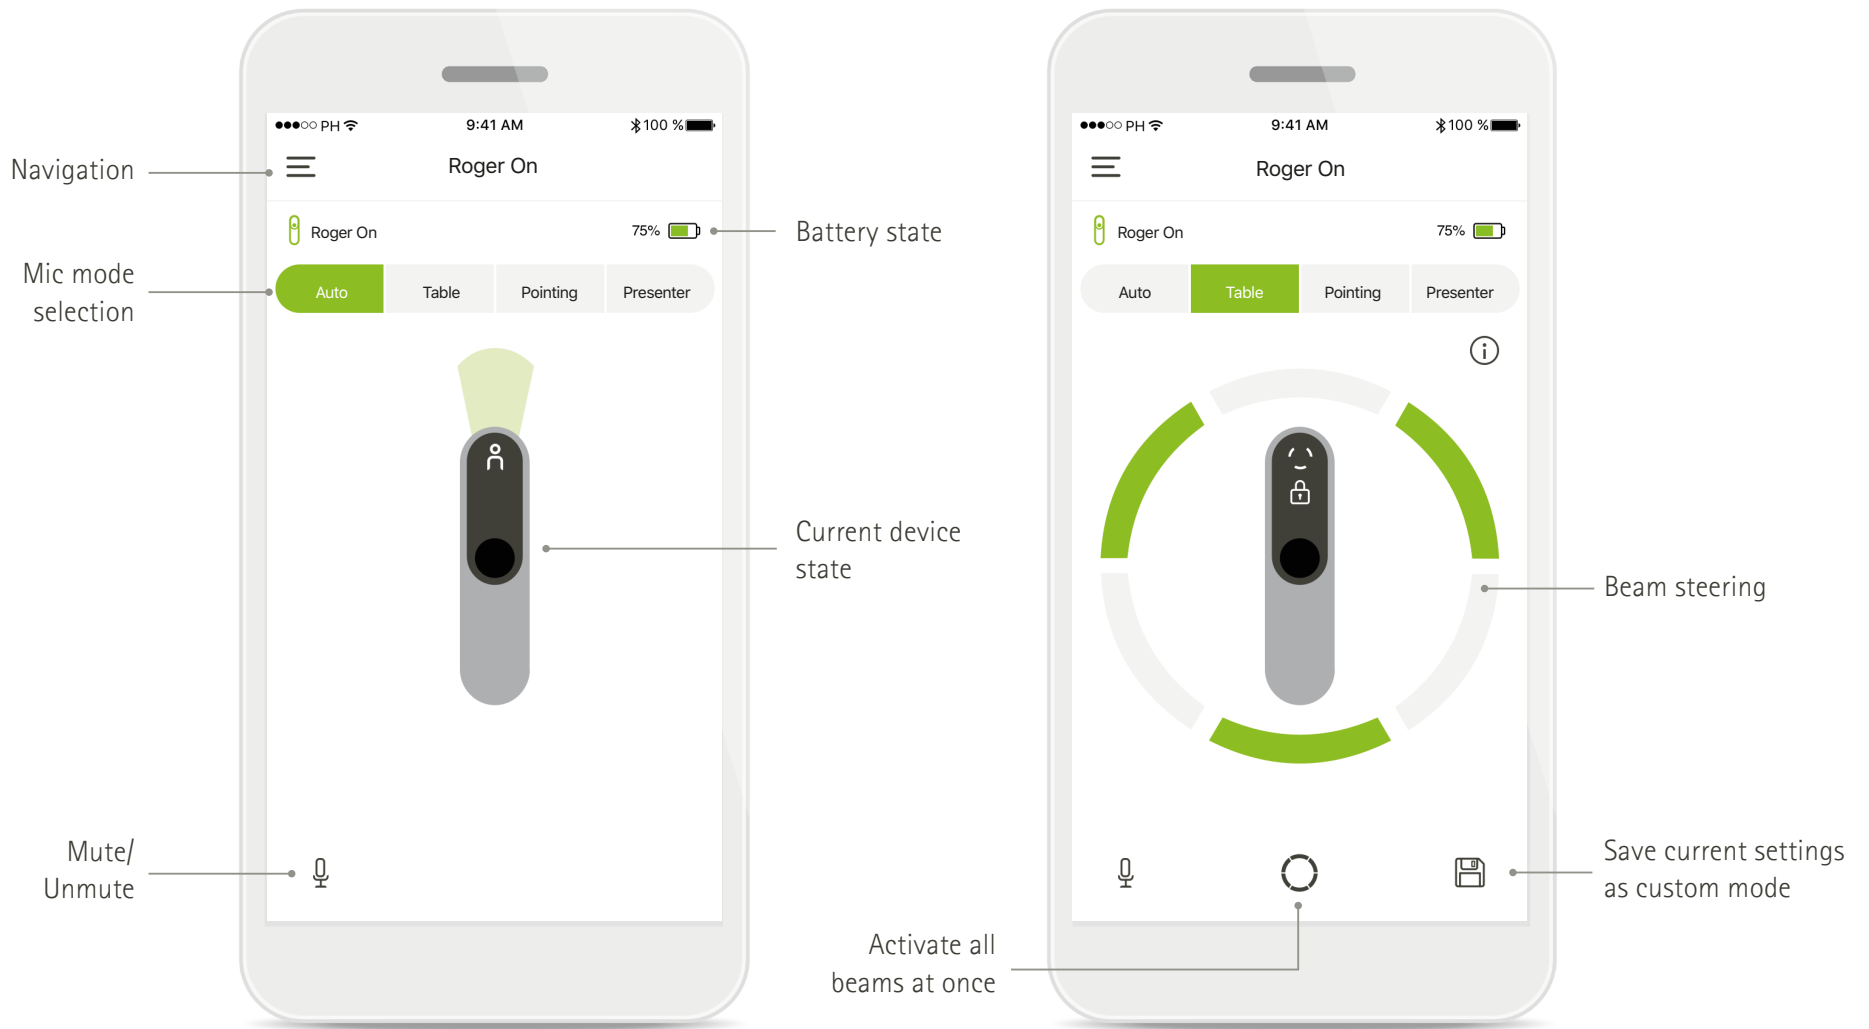 Navigation
Mic mode
selection
Mute/
Unmute
PH 9:41 AM 100 %
Roger On
Roger On 75%
Auto Table Pointing Presenter
Battery state
Current device
state
Activate all
beams at once
PH 9:41 AM 100 %
Roger On
Roger On 75%
Auto Table Pointing Presenter
Beam steering
Save current settings
as custom mode